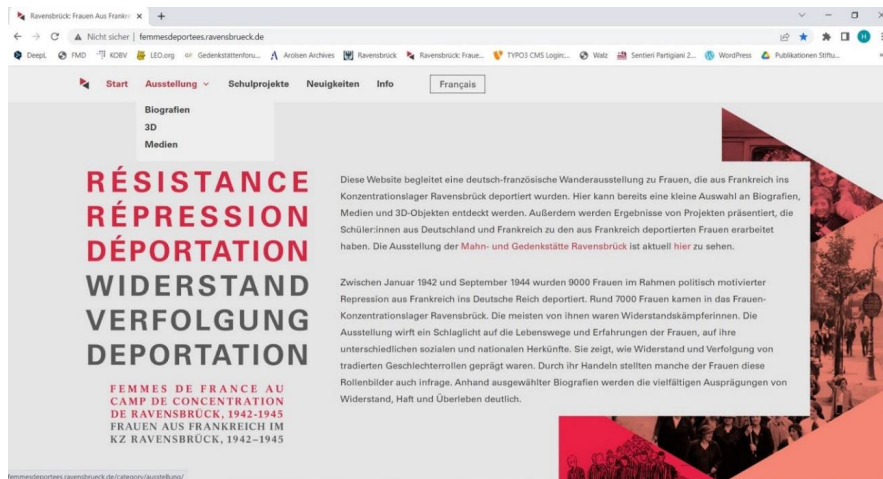 Ravensbrück: Frauen Aus Frankr
Nicht sicher | femmesdeportees.ravensbrueck.de
DeepL FMD KOBV LEO.org Gedenkstättenforu... Arolsen Archives Ravensbrück Ravensbrück: Fraue... TYPO3 CMS Login:... Walz Sentieri Partigiani 2... WordPress Publikationen Stiftu...
Start Ausstellung Schulprojekte Neuigkeiten Info Français
Biografien
3D
Medien
RÉSISTANCE
RÉPRESSION
DÉPORTATION
WIDERSTAND
VERFOLGUNG
DEPORTATION
FEMMES DE FRANCE AU
CAMP DE CONCENTRATION
DE RAVENSBRÜCK, 1942-1945
FRAUEN AUS FRANKREICH IM
KZ RAVENSBRÜCK, 1942–1945
Diese Website begleitet eine deutsch-französische Wanderausstellung zu Frauen, die aus Frankreich ins
Konzentrationslager Ravensbrück deportiert wurden. Hier kann bereits eine kleine Auswahl an Biografien,
Medien und 3D-Objekten entdeckt werden. Außerdem werden Ergebnisse von Projekten präsentiert, die
Schüler:innen aus Deutschland und Frankreich zu den aus Frankreich deportierten Frauen erarbeitet
haben. Die Ausstellung der Mahn- und Gedenkstätte Ravensbrück ist aktuell hier zu sehen.
Zwischen Januar 1942 und September 1944 wurden 9000 Frauen im Rahmen politisch motivierter
Repression aus Frankreich ins Deutsche Reich deportiert. Rund 7000 Frauen kamen in das Frauen-
Konzentrationslager Ravensbrück. Die meisten von ihnen waren Widerstandskämpferinnen. Die
Ausstellung wirft ein Schlaglicht auf die Lebenswege und Erfahrungen der Frauen, auf ihre
unterschiedlichen sozialen und nationalen Herkünfte. Sie zeigt, wie Widerstand und Verfolgung von
tradierten Geschlechterrollen geprägt waren. Durch ihr Handeln stellten manche der Frauen diese
Rollenbilder auch infrage. Anhand ausgewählter Biografien werden die vielfältigen Ausprägungen von
Widerstand, Haft und Überleben deutlich.
femmesdeportees.ravensbrueck.de/category/ausstellung/